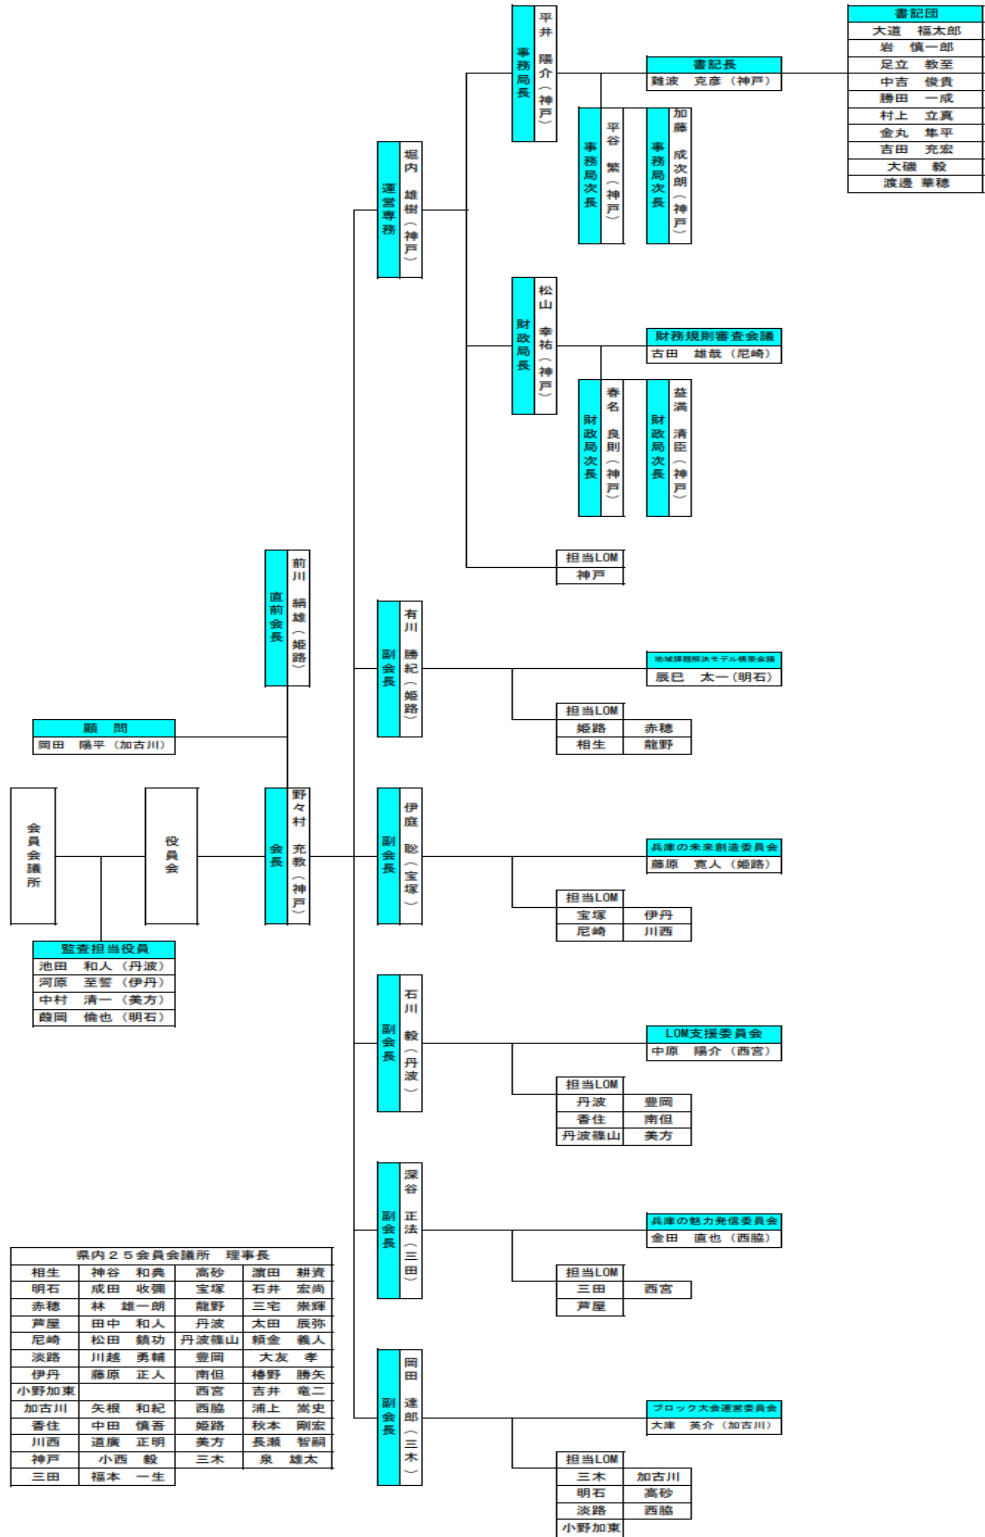 書記団
大道　福太郎
岩　慎一郎
足立　教至
中吉　俊貴
勝田　一成
村上　立真
金丸　隼平
吉田　充宏
大磯　毅
渡邊 華穂
事務局長
平井　陽介（神戸）
書記長
難波　克彦（神戸）
事務局次長
平谷　繁（神戸）
事務局次長
加藤　成次朗（神戸）
運営専務
堀内　雄樹（神戸）
財政局長
松山　幸祐（神戸）
財務規則審査会議
古田　雄哉（尼崎）
財政局次長
春名　良則（神戸）
財政局次長
益満　清臣（神戸）
担当LOM
神戸
直前会長
前川　絹雄（姫路）
副会長
有川　勝紀（姫路）
地域課題解決モデル構築会議
辰巳　太一（明石）
担当LOM
姫路　赤穂
相生　龍野
顧　問
岡田　陽平（加古川）
会員会議所
役員会
会長
野々村　充教（神戸）
副会長
伊庭　聡（宝塚）
兵庫の未来創造委員会
藤原　寛人（姫路）
担当LOM
宝塚　伊丹
尼崎　川西
監査担当役員
池田　和人（丹波）
河原　至誓（伊丹）
中村　清一（美方）
葭岡　倫也（明石）
副会長
石川　毅（丹波）
LOM支援委員会
中原　陽介（西宮）
担当LOM
丹波　豊岡
香住　南但
丹波篠山　美方
副会長
深谷　正法（三田）
兵庫の魅力発信委員会
金田　直也（西脇）
担当LOM
三田　西宮
芦屋
県内２５会員会議所　理事長
相生　神谷　和典　高砂　濵田　耕資
明石　成田　收彌　宝塚　石井　宏尚
赤穂　林　雄一朗　龍野　三宅　崇輝
芦屋　田中　和人　丹波　太田　辰弥
尼崎　松田　鎮功　丹波篠山　頼金　義人
淡路　川越　勇輔　豊岡　大友　孝
伊丹　藤原　正人　南但　椿野　勝矢
小野加東　西宮　吉井　竜二
加古川　矢根　和紀　西脇　浦上　嵩史
香住　中田　慎吾　姫路　秋本　剛宏
川西　道廣　正明　美方　長瀬　智嗣
神戸　小西　毅　三木　泉　雄太
三田　福本　一生
副会長
岡田　達郎（三木）
ブロック大会運営委員会
大庫　英介（加古川）
担当LOM
三木　加古川
明石　高砂
淡路　西脇
小野加東